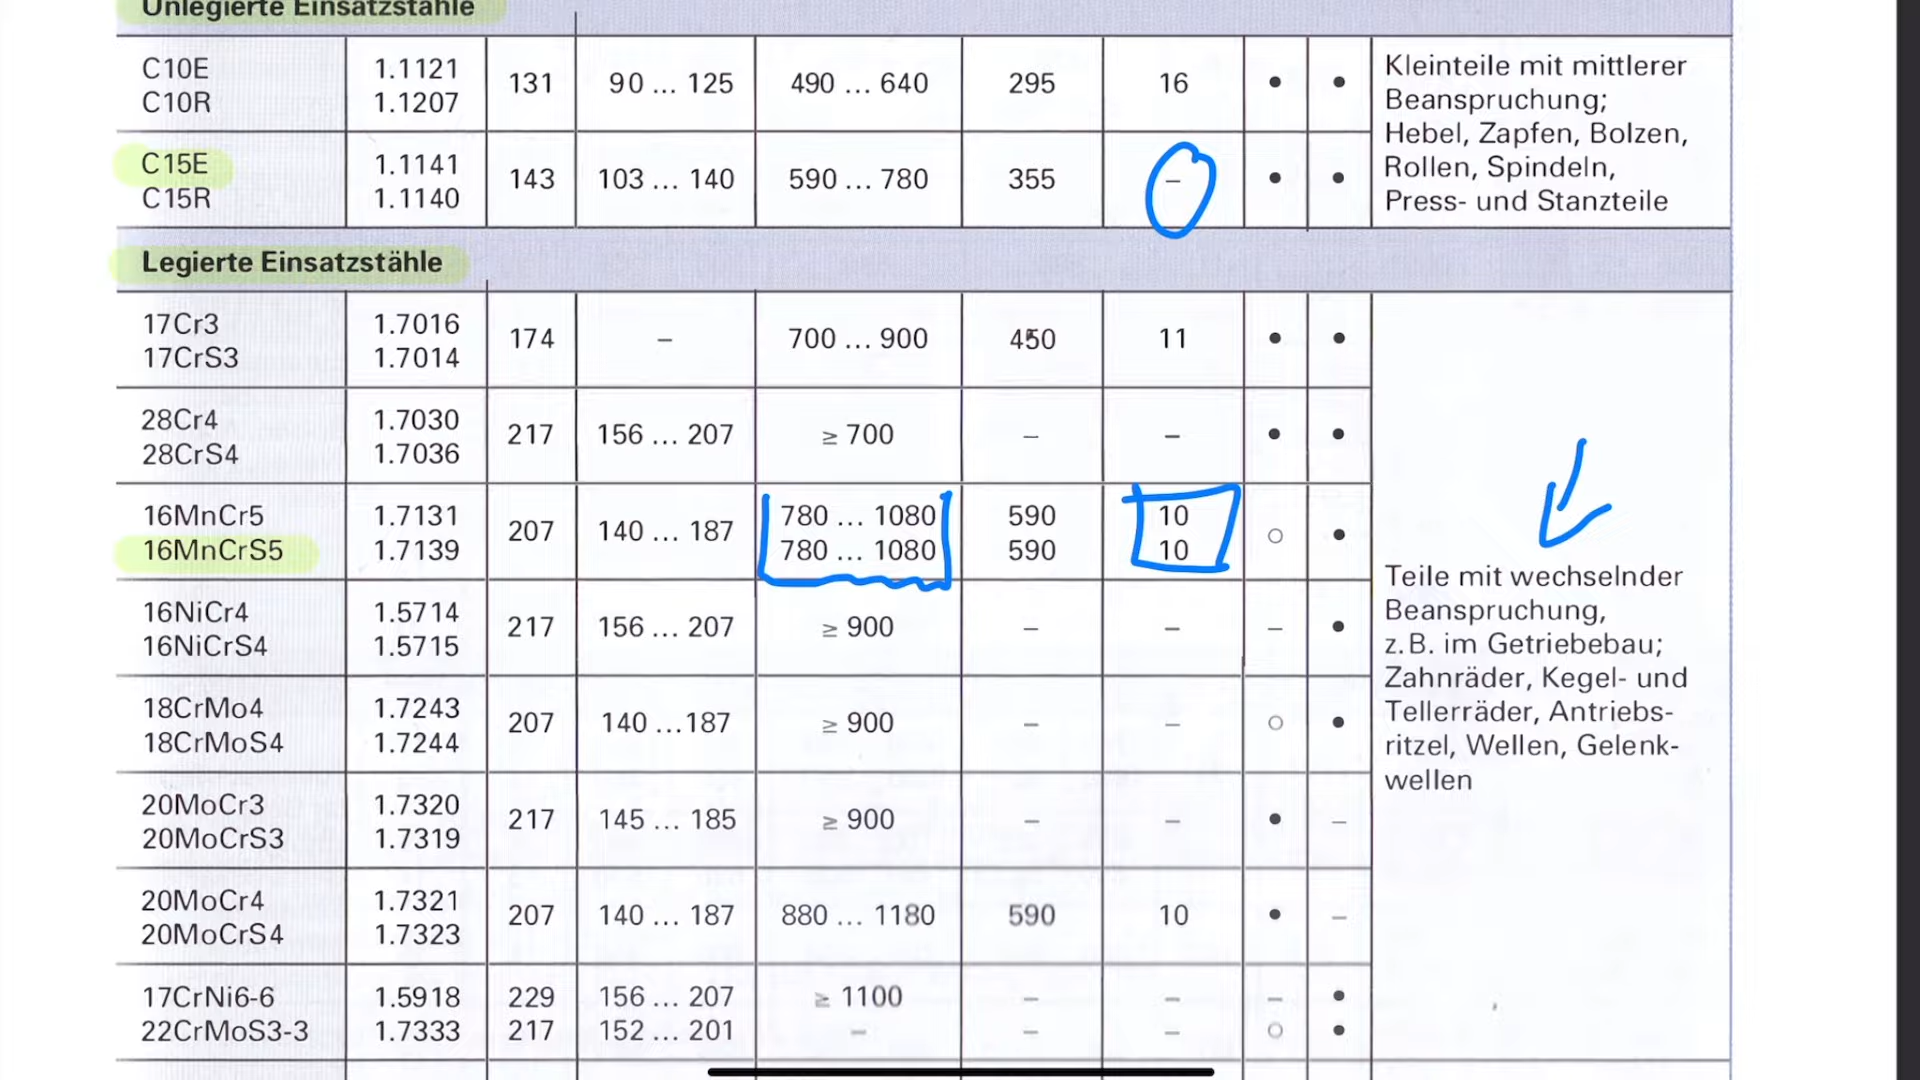 Unlegierte Einsatzstähle
C10E 1.1121 131 90 ... 125 490 ... 640 295 16 • •
C10R 1.1207
Kleinteile mit mittlerer
Beanspruchung;
Hebel, Zapfen, Bolzen,
Rollen, Spindeln,
Press- und Stanzteile
C15E 1.1141 143 103 ... 140 590 ... 780 355 – • •
C15R 1.1140
Legierte Einsatzstähle
17Cr3 1.7016 174 – 700 ... 900 450 11 • •
17CrS3 1.7014
28Cr4 1.7030 217 156 ... 207 ≥ 700 – – • •
28CrS4 1.7036
16MnCr5 1.7131 207 140 ... 187 780 ... 1080 590 10 ○ •
16MnCrS5 1.7139 780 ... 1080 590 10
16NiCr4 1.5714 217 156 ... 207 ≥ 900 – – – •
16NiCrS4 1.5715
18CrMo4 1.7243 207 140 ...187 ≥ 900 – – ○ •
18CrMoS4 1.7244
20MoCr3 1.7320 217 145 ... 185 ≥ 900 – – • –
20MoCrS3 1.7319
20MoCr4 1.7321 207 140 ... 187 880 ... 1180 590 10 • –
20MoCrS4 1.7323
17CrNi6-6 1.5918 229 156 ... 207 ≥ 1100 – – – •
22CrMoS3-3 1.7333 217 152 ... 201 – – – ○ •
Teile mit wechselnder
Beanspruchung,
z.B. im Getriebebau;
Zahnräder, Kegel- und
Tellerräder, Antriebs-
ritzel, Wellen, Gelenk-
wellen